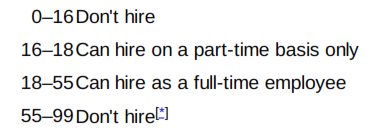 0–16 Don't hire
16–18 Can hire on a part-time basis only
18–55 Can hire as a full-time employee
55–99 Don't hire[*]